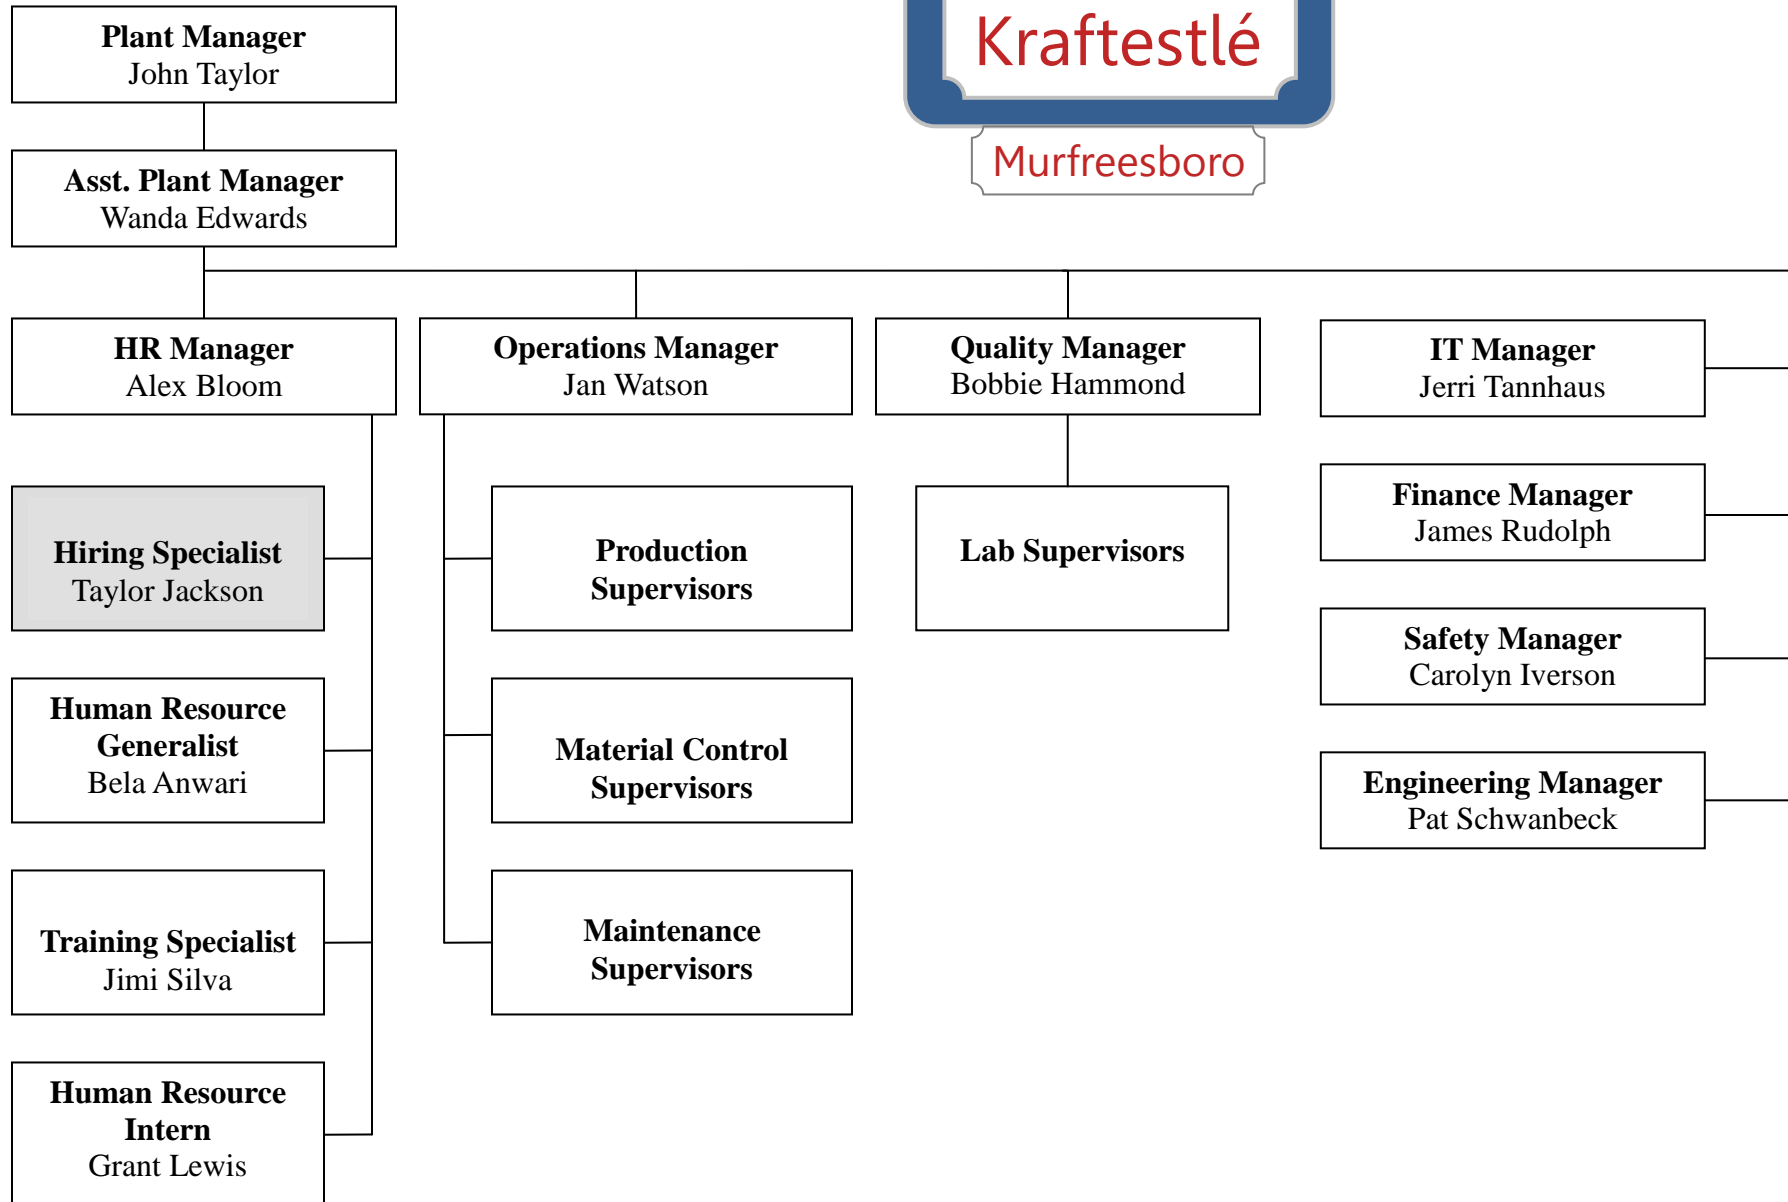 Plant Manager
John Taylor
Kraftestlé
Murfreesboro
Asst. Plant Manager
Wanda Edwards
HR Manager
Alex Bloom
Operations Manager
Jan Watson
Quality Manager
Bobbie Hammond
IT Manager
Jerri Tannhaus
Hiring Specialist
Taylor Jackson
Human Resource
Generalist
Bela Anwari
Training Specialist
Jimi Silva
Human Resource
Intern
Grant Lewis
Production
Supervisors
Material Control
Supervisors
Maintenance
Supervisors
Lab Supervisors
Finance Manager
James Rudolph
Safety Manager
Carolyn Iverson
Engineering Manager
Pat Schwanbeck